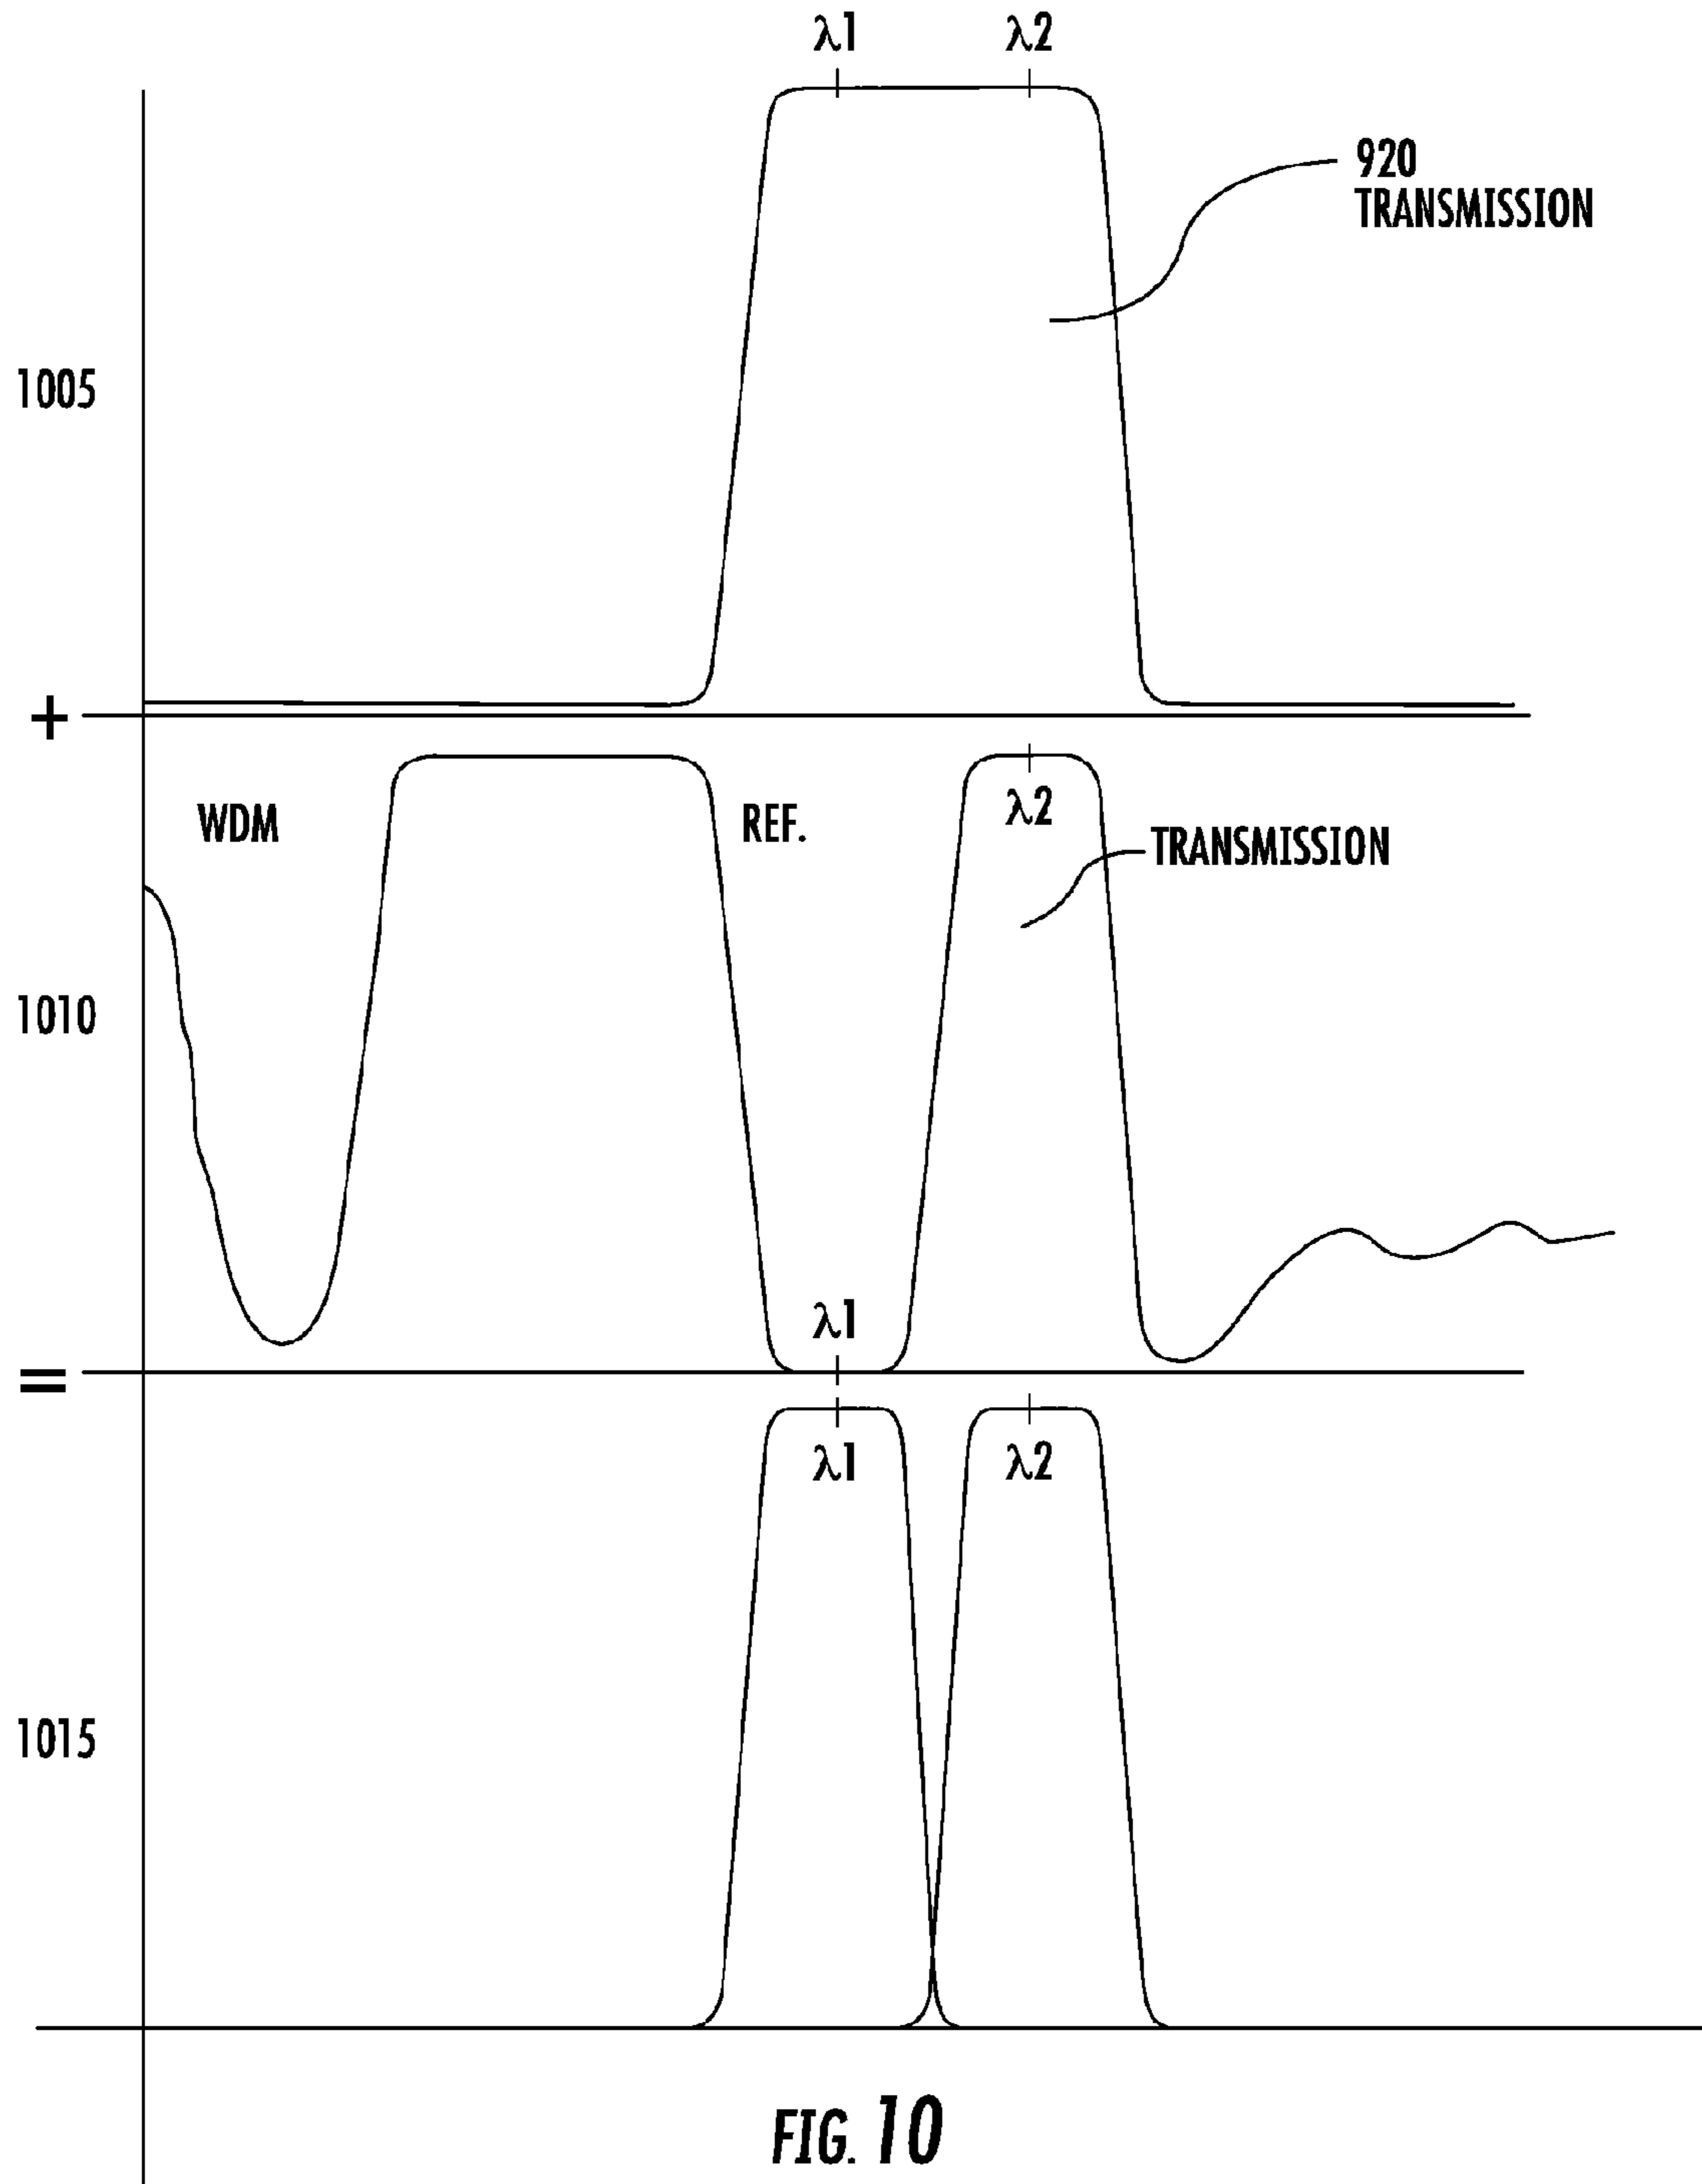 λ1 λ2
920
TRANSMISSION
1005
+
WDM REF. λ2
TRANSMISSION
1010
λ1
=
λ1 λ2
1015
FIG. 10